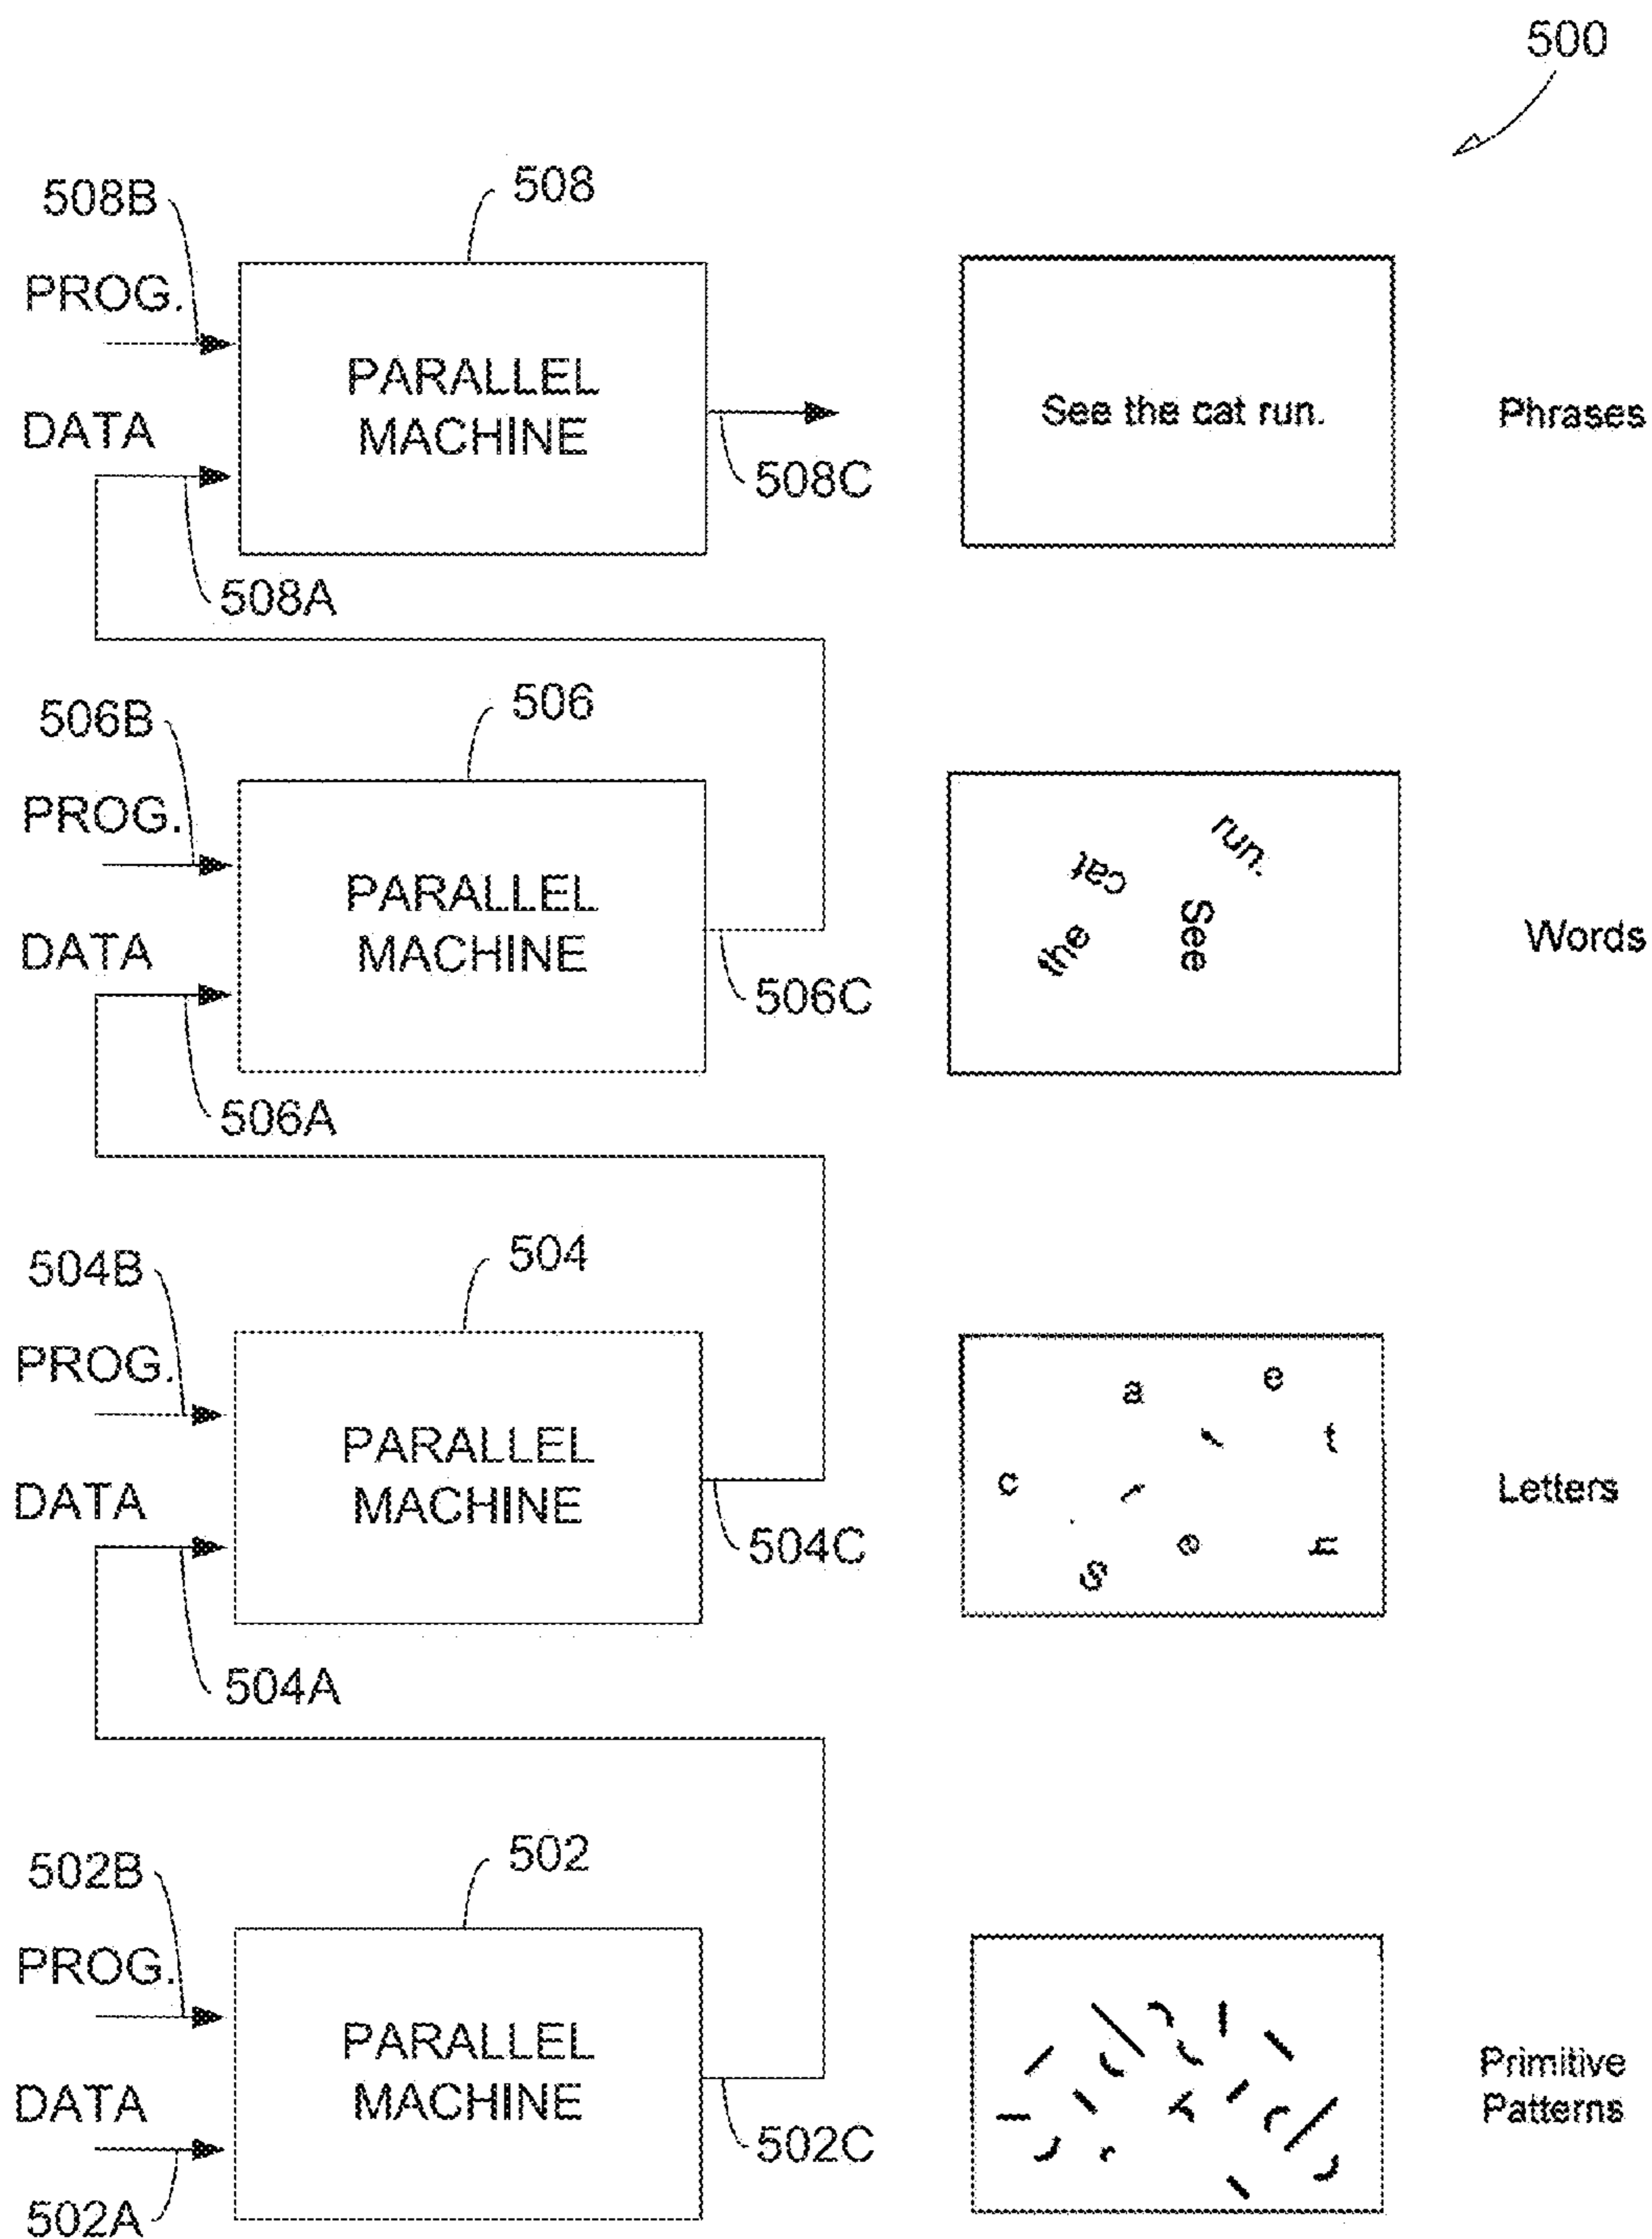 500
508B
508
PROG.
PARALLEL
MACHINE
DATA
508C
508A
See the cat run.
Phrases
506B
506
PROG.
PARALLEL
MACHINE
DATA
506C
506A
run.
cat
See
the
Words
504B
504
PROG.
PARALLEL
MACHINE
DATA
504C
504A
a
e
r
t
c
r
.
e
S
Letters
502B
502
PROG.
PARALLEL
MACHINE
DATA
502C
502A
Primitive
Patterns